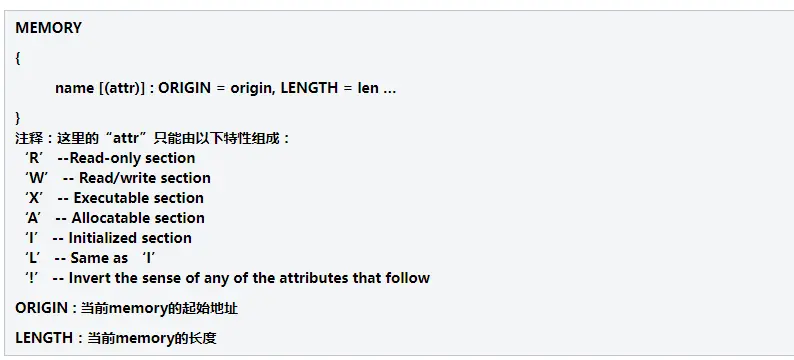 MEMORY
{
name [(attr)] : ORIGIN = origin, LENGTH = len …
}
注释：这里的“attr”只能由以下特性组成：
‘R’ --Read-only section
‘W’ -- Read/write section
‘X’ -- Executable section
‘A’ -- Allocatable section
‘I’ -- Initialized section
‘L’ -- Same as ‘I’
‘!’ -- Invert the sense of any of the attributes that follow
ORIGIN : 当前memory的起始地址
LENGTH：当前memory的长度